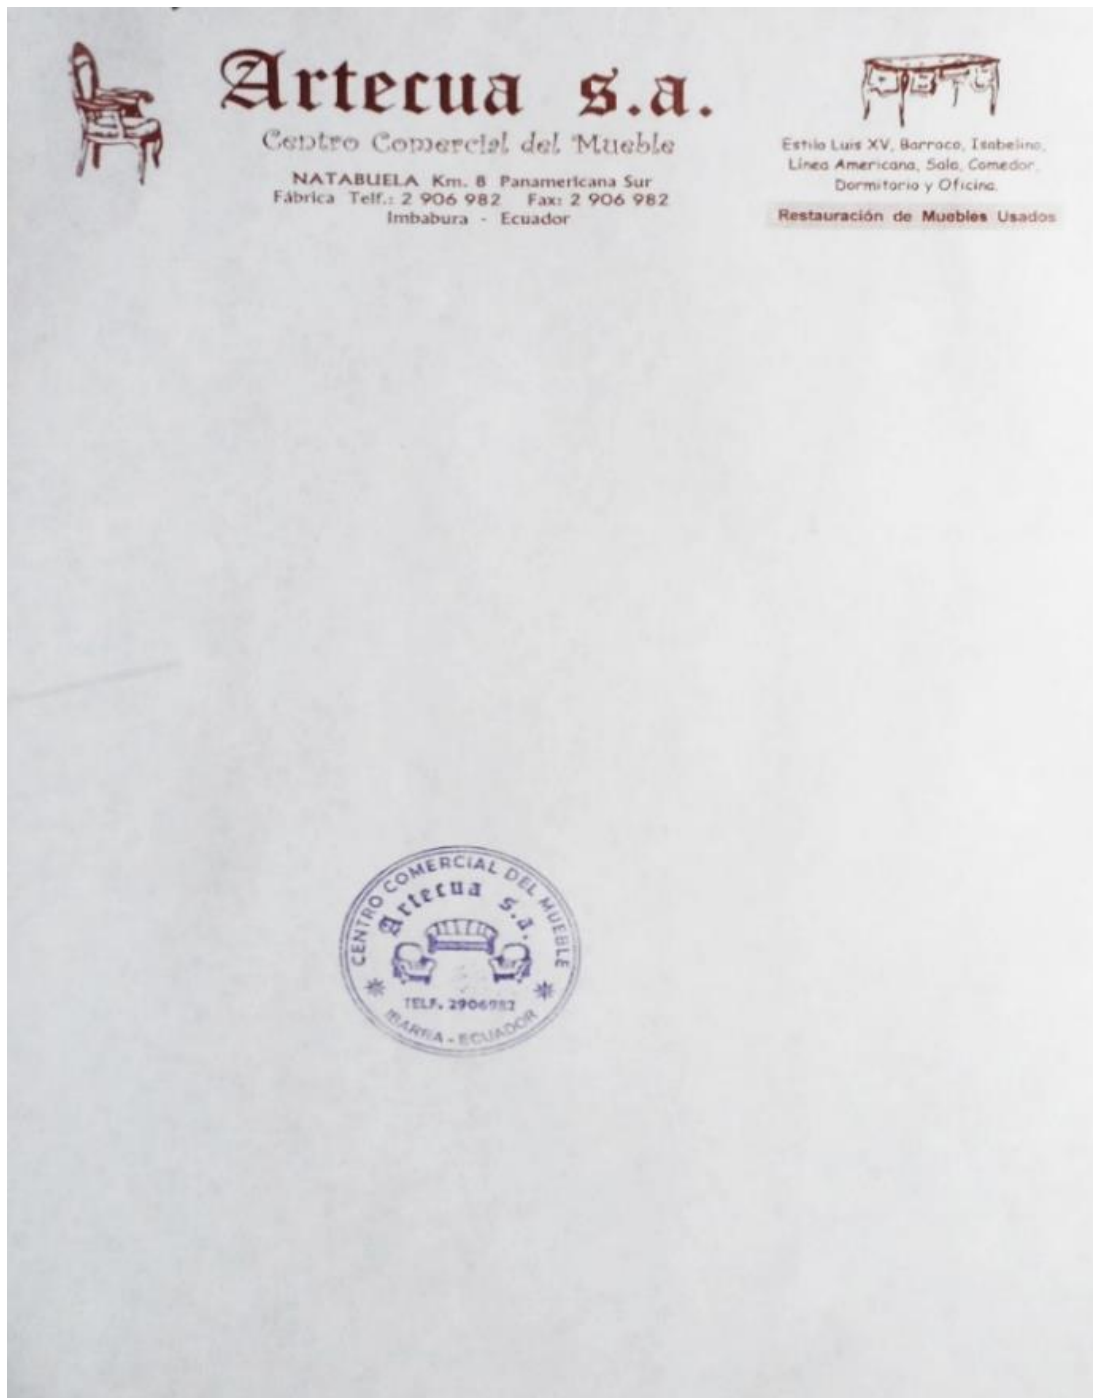 Artecua s.a.
Centro Comercial del Mueble
NATABUELA Km. 8 Panamericana Sur
Fábrica Telf.: 2 906 982 Fax: 2 906 982
Imbabura - Ecuador
Estilo Luis XV, Barroco, Isabelino,
Línea Americana, Sala, Comedor,
Dormitorio y Oficina.
Restauración de Muebles Usados
CENTRO COMERCIAL DEL MUEBLE
Artecua s.a.
TELF. 2906982
IBARRA - ECUADOR